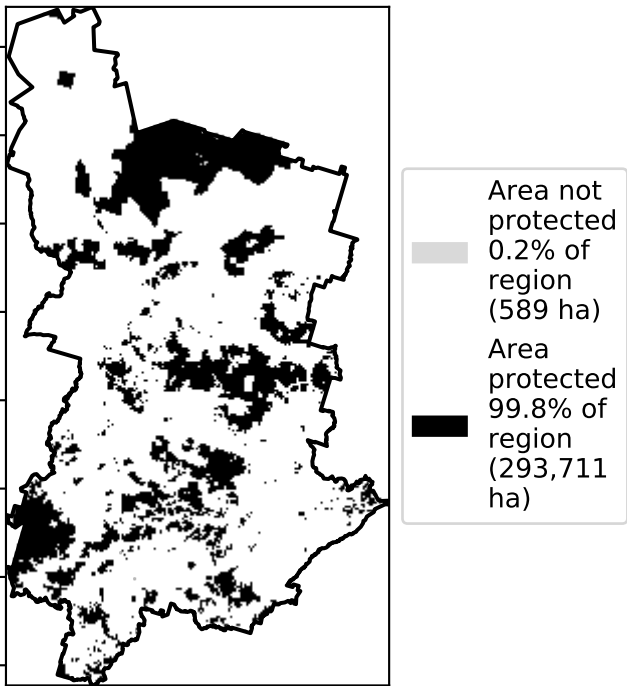 Area not
protected
0.2% of
region
(589 ha)
Area
protected
99.8% of
region
(293,711
ha)